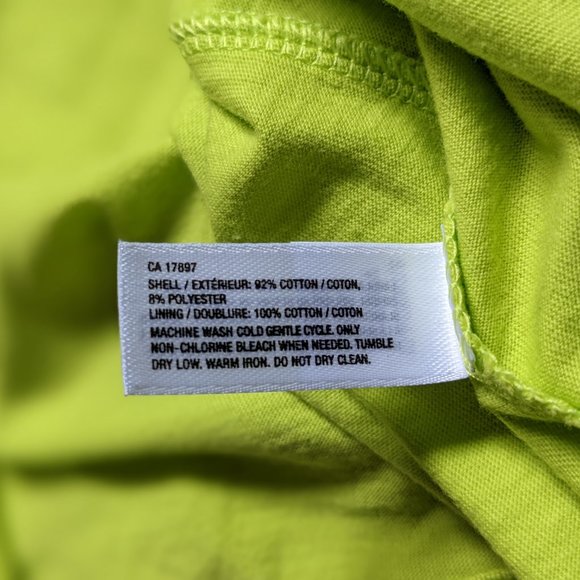 CA 17897
SHELL / EXTÉRIEUR: 92% COTTON / COTON,
8% POLYESTER
LINING / DOUBLURE: 100% COTTON / COTON
MACHINE WASH COLD GENTLE CYCLE. ONLY
NON-CHLORINE BLEACH WHEN NEEDED. TUMBLE
DRY LOW. WARM IRON. DO NOT DRY CLEAN.